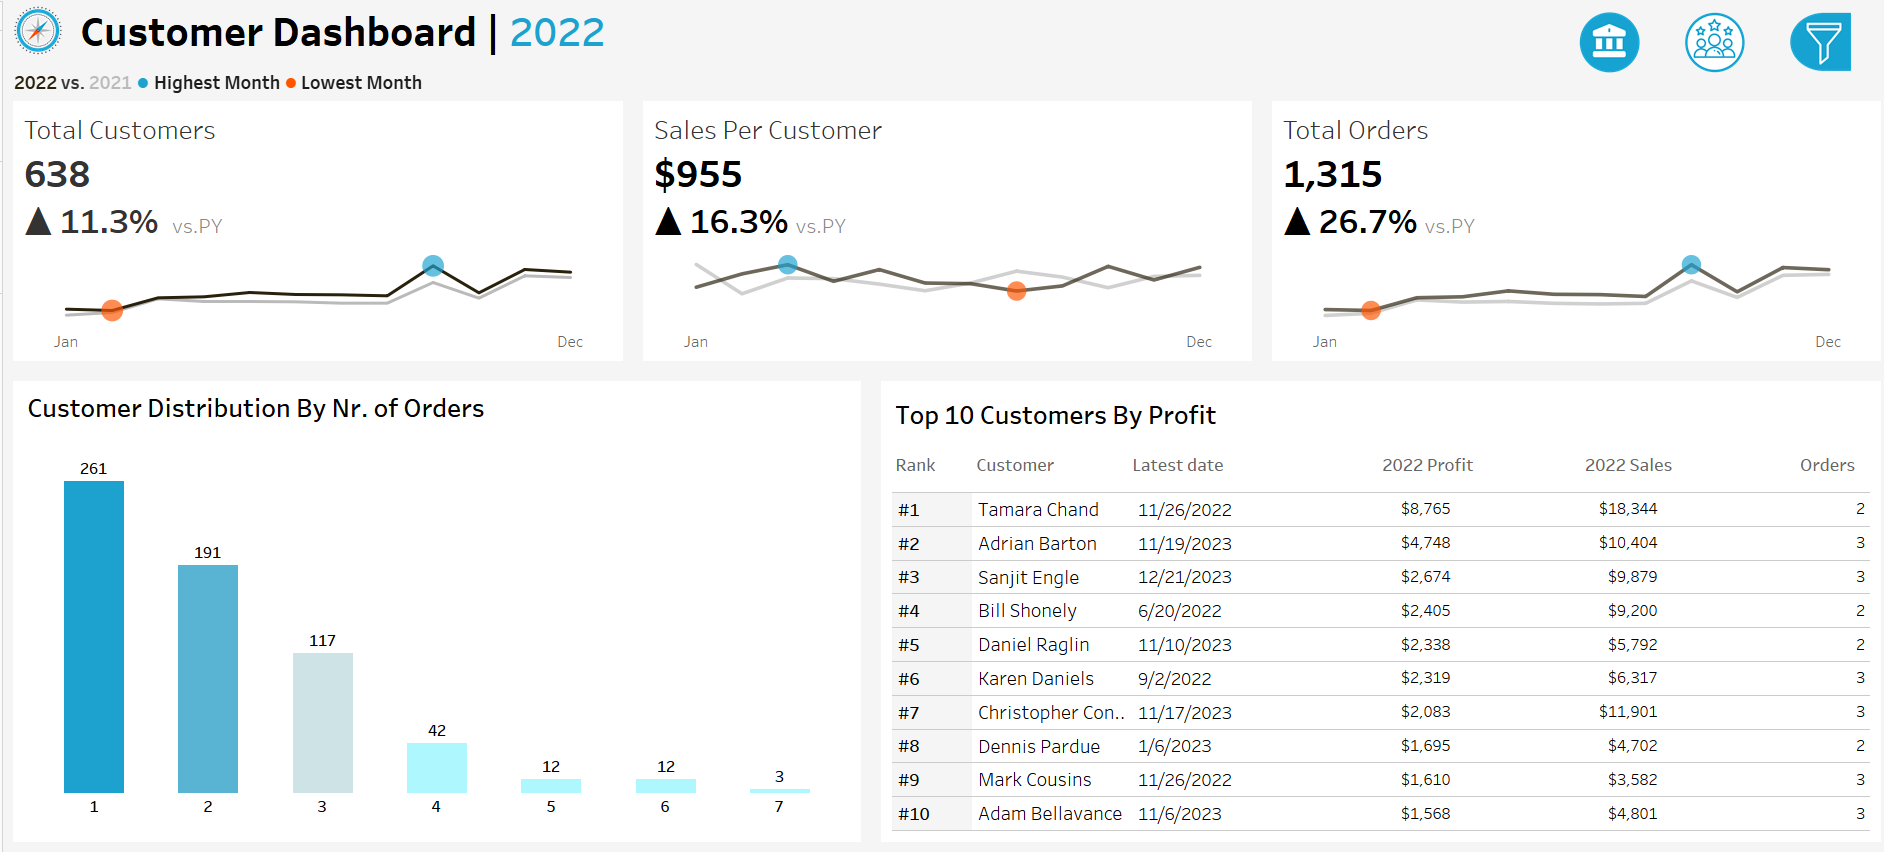 Customer Dashboard | 2022
2022 vs. 2021 Highest Month Lowest Month
Total Customers
638
▲ 11.3% vs.PY
Jan Dec
Sales Per Customer
$955
▲ 16.3% vs.PY
Jan Dec
Total Orders
1,315
▲ 26.7% vs.PY
Jan Dec
Customer Distribution By Nr. of Orders
261
191
117
42
12
12
3
1 2 3 4 5 6 7
Top 10 Customers By Profit
Rank Customer Latest date 2022 Profit 2022 Sales Orders
#1 Tamara Chand 11/26/2022 $8,765 $18,344 2
#2 Adrian Barton 11/19/2023 $4,748 $10,404 3
#3 Sanjit Engle 12/21/2023 $2,674 $9,879 3
#4 Bill Shonely 6/20/2022 $2,405 $9,200 2
#5 Daniel Raglin 11/10/2023 $2,338 $5,792 2
#6 Karen Daniels 9/2/2022 $2,319 $6,317 3
#7 Christopher Con.. 11/17/2023 $2,083 $11,901 3
#8 Dennis Pardue 1/6/2023 $1,695 $4,702 2
#9 Mark Cousins 11/26/2022 $1,610 $3,582 3
#10 Adam Bellavance 11/6/2023 $1,568 $4,801 3